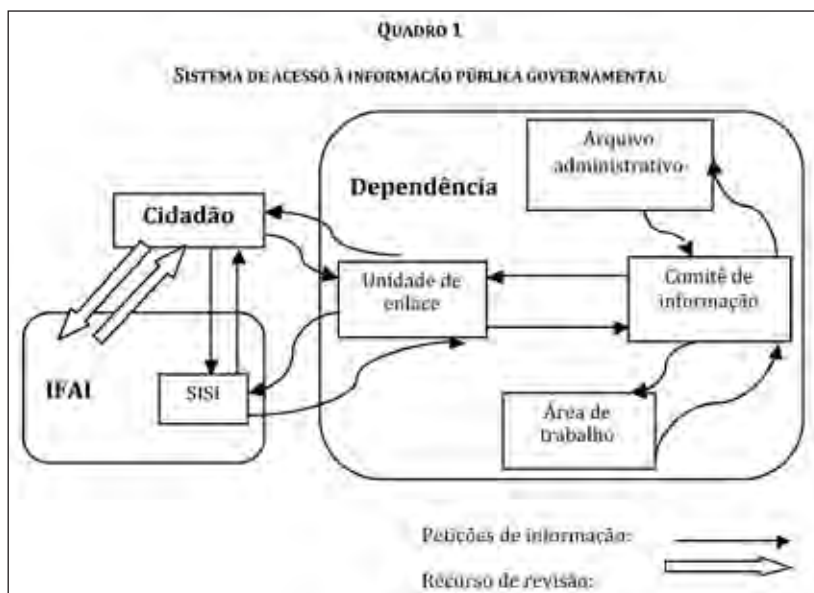 QUADRO 1
SISTEMA DE ACESSO À INFORMAÇÃO PÚBLICA GOVERNAMENTAL
Arquivo
administrativo
Dependência
Cidadão
Unidade de
enlace
Comitê de
informação
IFAI
SISI
Área de
trabalho
Petições de informação:
Recurso de revisão: